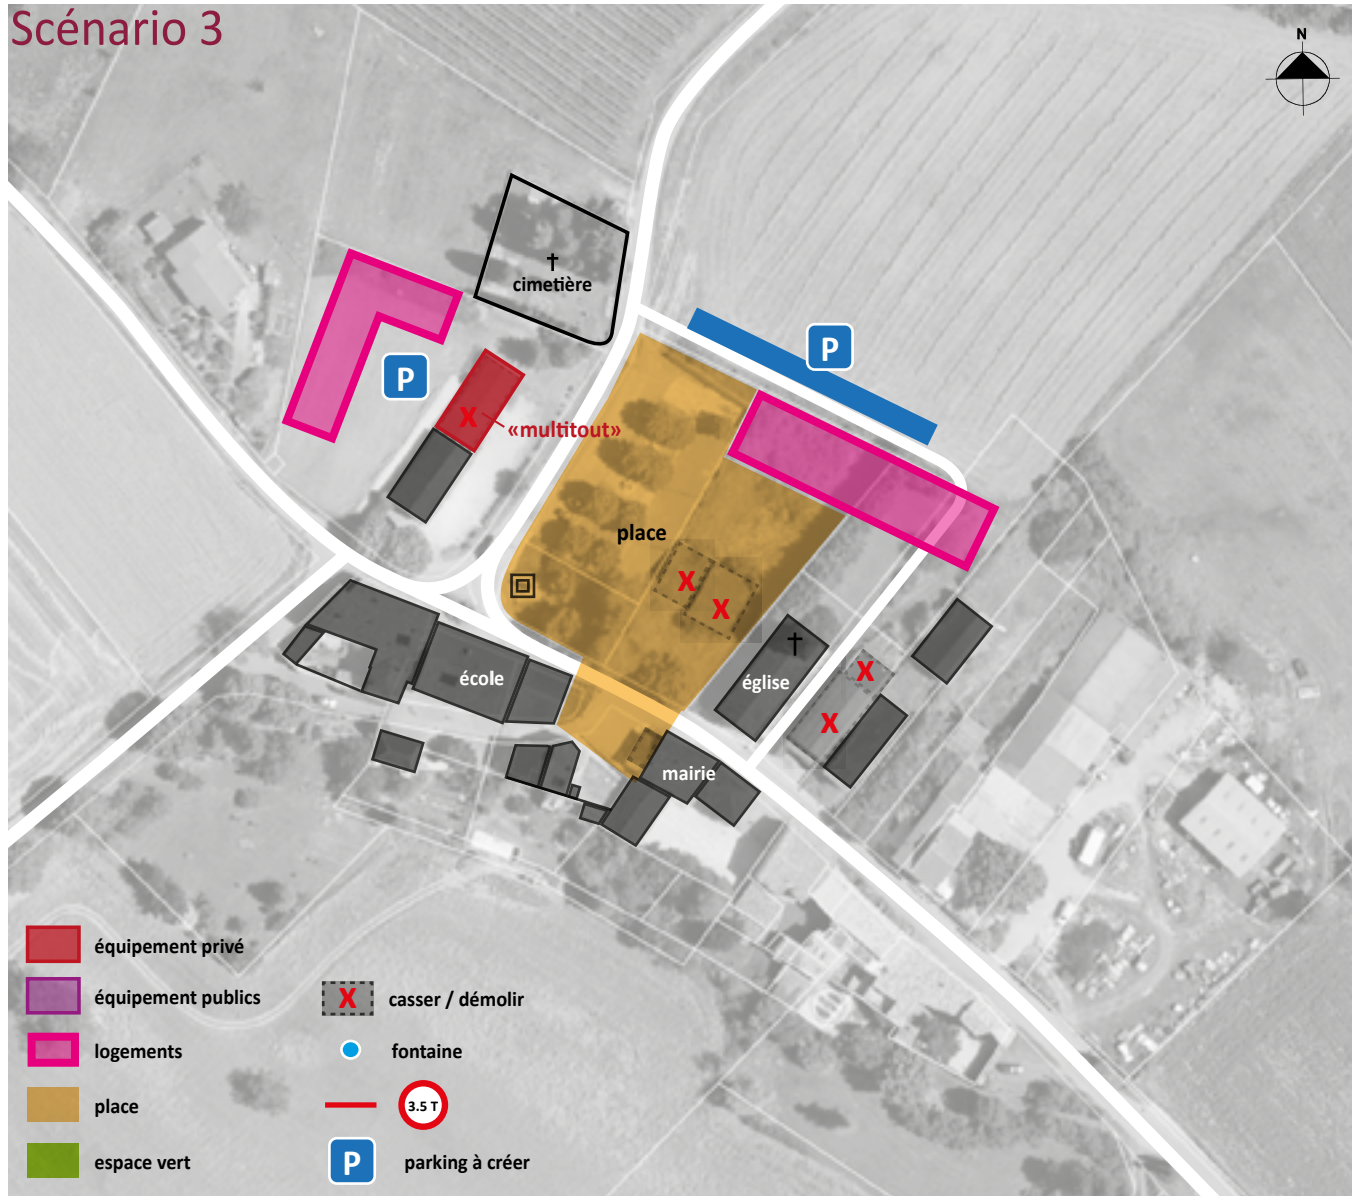 Scénario 3
N
cimetière
P
P
X
«multitout»
place
X
X
église
école
X
X
mairie
équipement privé
équipement publics
X casser / démolir
logements
fontaine
place
3.5 T
espace vert
P parking à créer